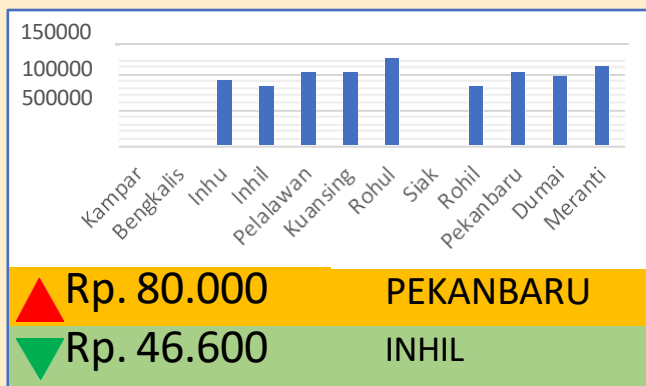 150000
100000
500000
Kampar
Bengkalis
Inhu
Inhil
Pelalawan
Kuansing
Rohul
Siak
Rohil
Pekanbaru
Dumai
Meranti
Rp. 80.000 PEKANBARU
Rp. 46.600 INHIL